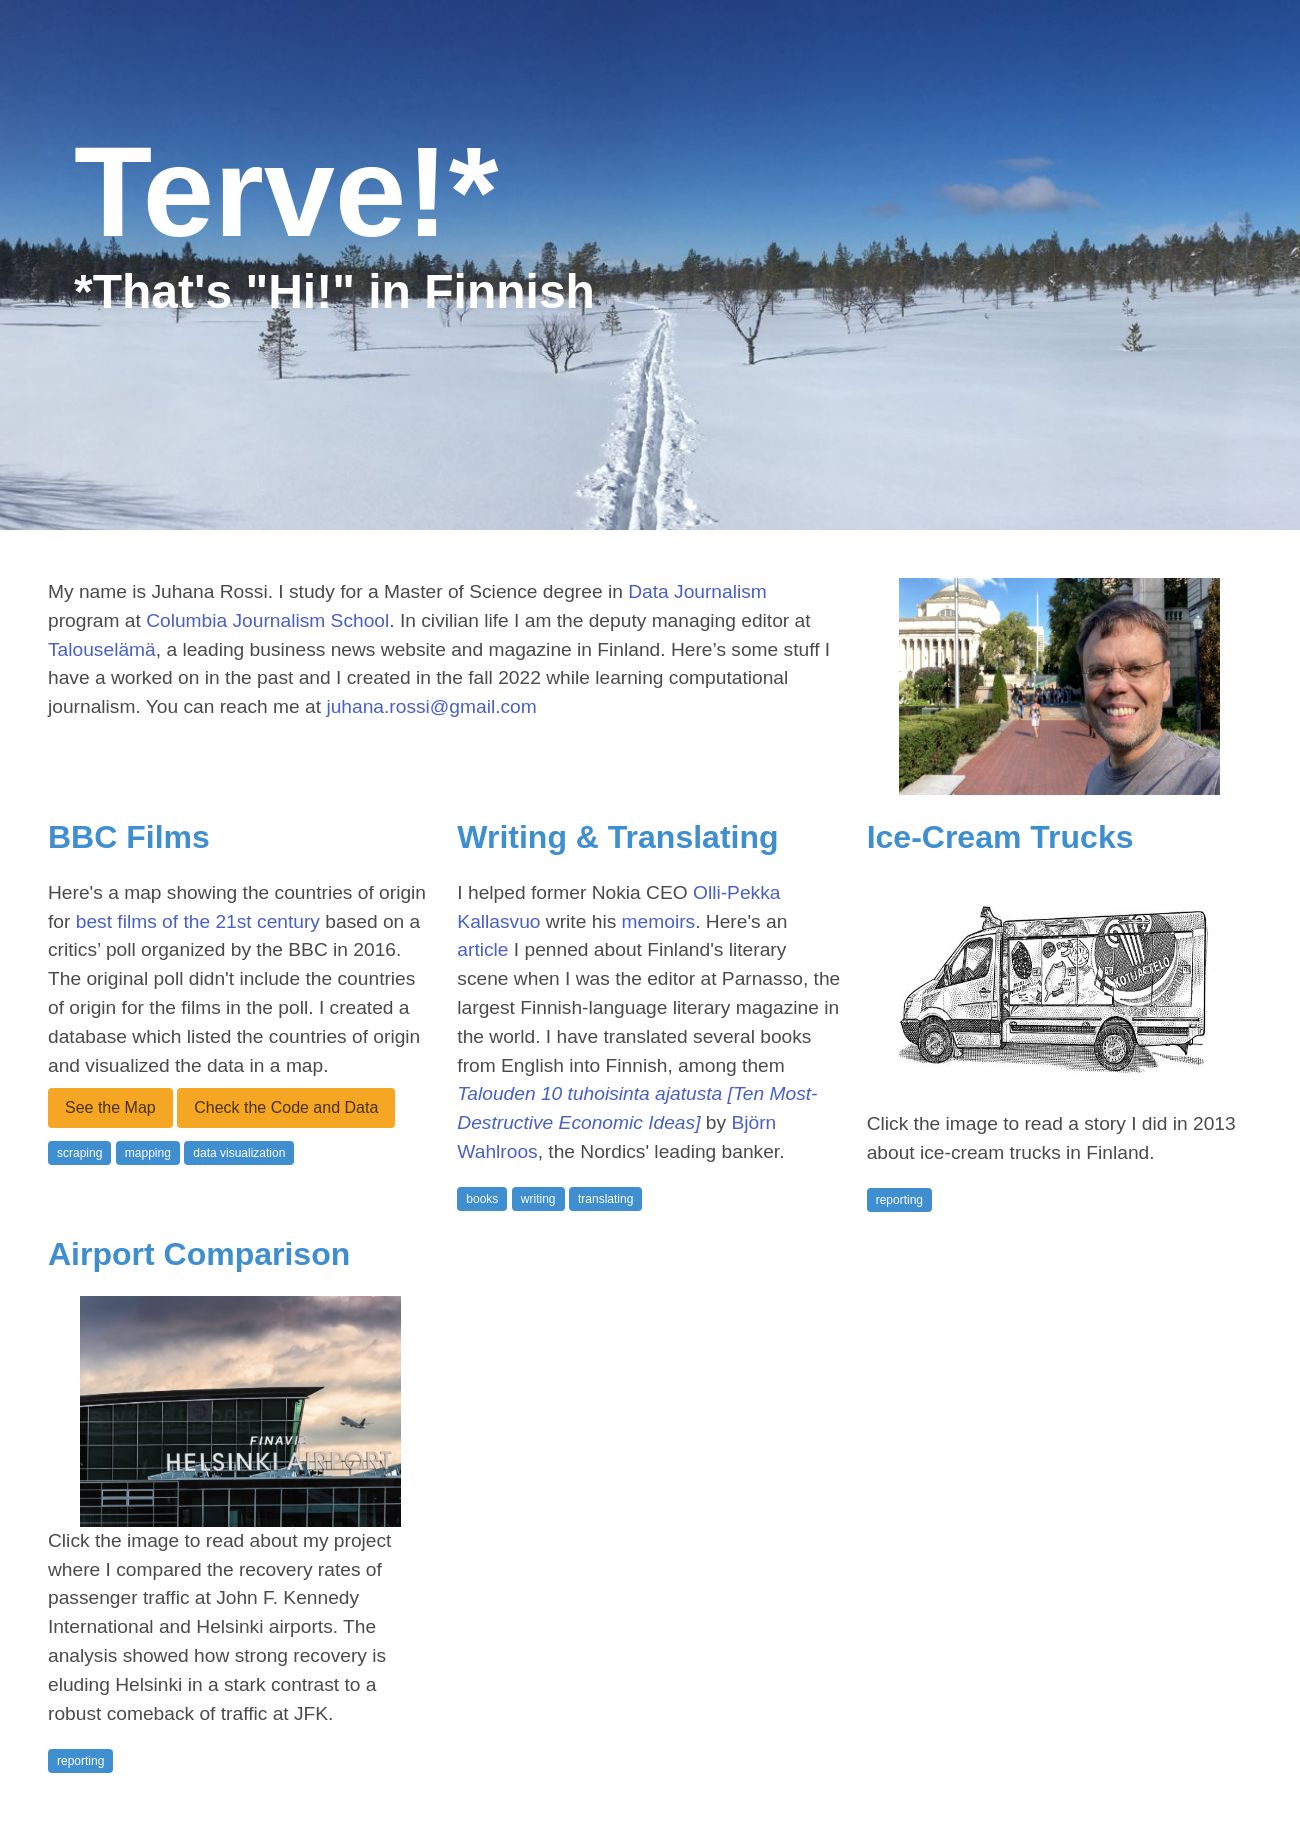 Terve!*
*That's "Hi!" in Finnish
My name is Juhana Rossi. I study for a Master of Science degree in Data Journalism
program at Columbia Journalism School. In civilian life I am the deputy managing editor at
Talouselämä, a leading business news website and magazine in Finland. Here’s some stuff I
have a worked on in the past and I created in the fall 2022 while learning computational
journalism. You can reach me at juhana.rossi@gmail.com
BBC Films
Here's a map showing the countries of origin
for best films of the 21st century based on a
critics’ poll organized by the BBC in 2016.
The original poll didn't include the countries
of origin for the films in the poll. I created a
database which listed the countries of origin
and visualized the data in a map.
See the Map
Check the Code and Data
scraping
mapping
data visualization
Writing & Translating
I helped former Nokia CEO Olli-Pekka
Kallasvuo write his memoirs. Here's an
article I penned about Finland's literary
scene when I was the editor at Parnasso, the
largest Finnish-language literary magazine in
the world. I have translated several books
from English into Finnish, among them
Talouden 10 tuhoisinta ajatusta [Ten Most-
Destructive Economic Ideas] by Björn
Wahlroos, the Nordics' leading banker.
books
writing
translating
Ice-Cream Trucks
Click the image to read a story I did in 2013
about ice-cream trucks in Finland.
reporting
Airport Comparison
FINAVIA
HELSINKI AIRPORT
Click the image to read about my project
where I compared the recovery rates of
passenger traffic at John F. Kennedy
International and Helsinki airports. The
analysis showed how strong recovery is
eluding Helsinki in a stark contrast to a
robust comeback of traffic at JFK.
reporting